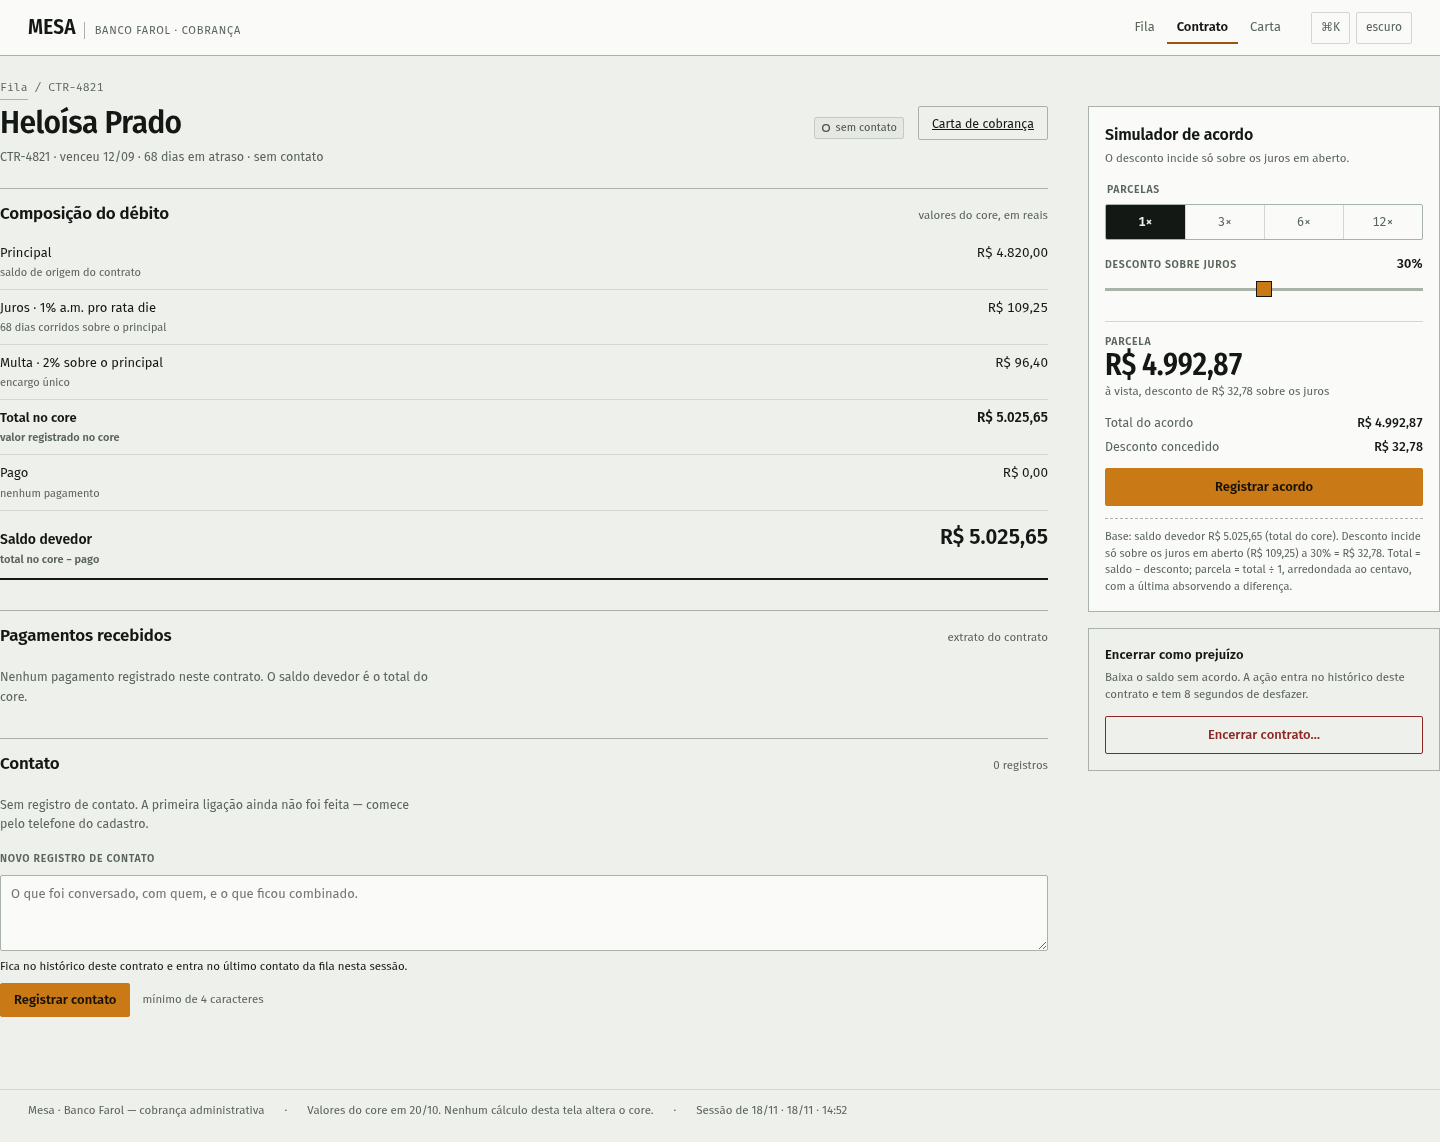 MESA
BANCO FAROL · COBRANÇA
Fila
Contrato
Carta
⌘K
escuro
Fila / CTR-4821
Heloísa Prado
sem contato
Carta de cobrança
CTR-4821 · venceu 12/09 · 68 dias em atraso · sem contato
Composição do débito
valores do core, em reais
Principal
R$ 4.820,00
saldo de origem do contrato
Juros · 1% a.m. pro rata die
R$ 109,25
68 dias corridos sobre o principal
Multa · 2% sobre o principal
R$ 96,40
encargo único
Total no core
R$ 5.025,65
valor registrado no core
Pago
R$ 0,00
nenhum pagamento
Saldo devedor
R$ 5.025,65
total no core − pago
Pagamentos recebidos
extrato do contrato
Nenhum pagamento registrado neste contrato. O saldo devedor é o total do
core.
Contato
0 registros
Sem registro de contato. A primeira ligação ainda não foi feita — comece
pelo telefone do cadastro.
NOVO REGISTRO DE CONTATO
O que foi conversado, com quem, e o que ficou combinado.
Fica no histórico deste contrato e entra no último contato da fila nesta sessão.
Registrar contato
mínimo de 4 caracteres
Simulador de acordo
O desconto incide só sobre os juros em aberto.
PARCELAS
1×
3×
6×
12×
DESCONTO SOBRE JUROS
30%
PARCELA
R$ 4.992,87
à vista, desconto de R$ 32,78 sobre os juros
Total do acordo
R$ 4.992,87
Desconto concedido
R$ 32,78
Registrar acordo
Base: saldo devedor R$ 5.025,65 (total do core). Desconto incide
só sobre os juros em aberto (R$ 109,25) a 30% = R$ 32,78. Total =
saldo − desconto; parcela = total ÷ 1, arredondada ao centavo,
com a última absorvendo a diferença.
Encerrar como prejuízo
Baixa o saldo sem acordo. A ação entra no histórico deste
contrato e tem 8 segundos de desfazer.
Encerrar contrato…
Mesa · Banco Farol — cobrança administrativa · Valores do core em 20/10. Nenhum cálculo desta tela altera o core. · Sessão de 18/11 · 18/11 · 14:52